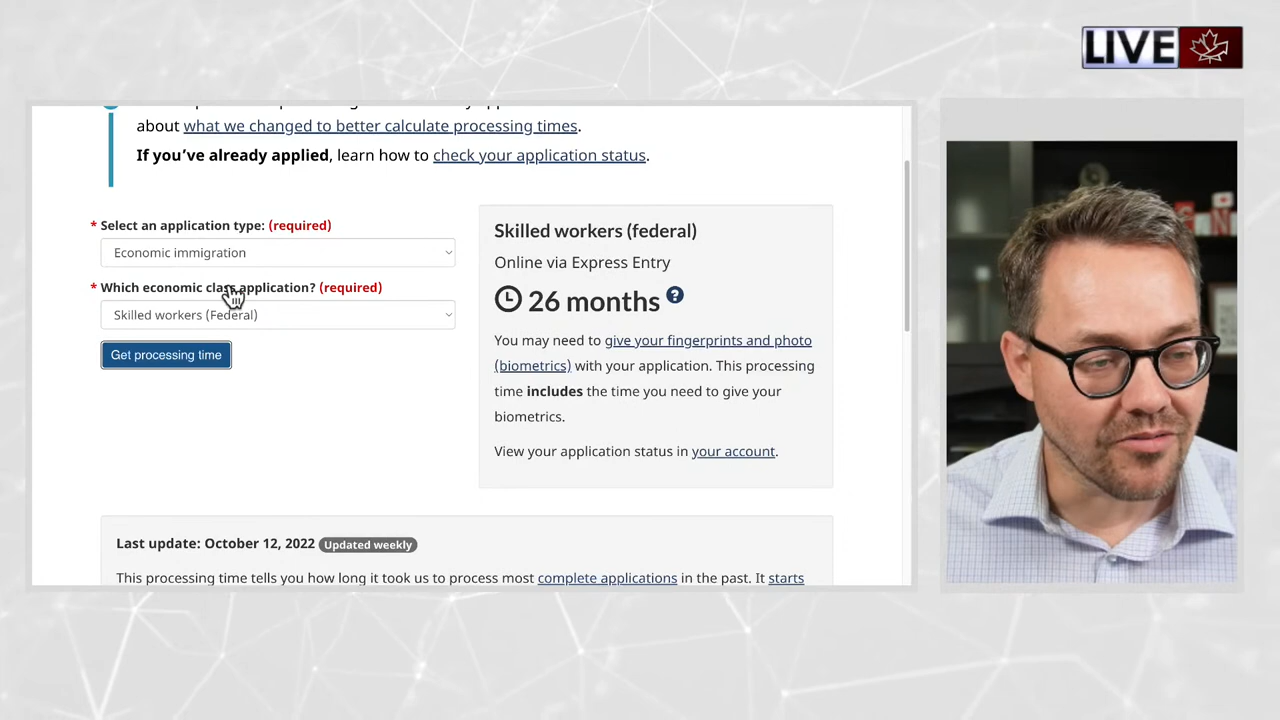 LIVE
about what we changed to better calculate processing times.
If you’ve already applied, learn how to check your application status.
* Select an application type: (required)
Economic immigration
* Which economic class application? (required)
Skilled workers (Federal)
Get processing time
Skilled workers (federal)
Online via Express Entry
26 months ?
You may need to give your fingerprints and photo
(biometrics) with your application. This processing
time includes the time you need to give your
biometrics.
View your application status in your account.
Last update: October 12, 2022 Updated weekly
This processing time tells you how long it took us to process most complete applications in the past. It starts